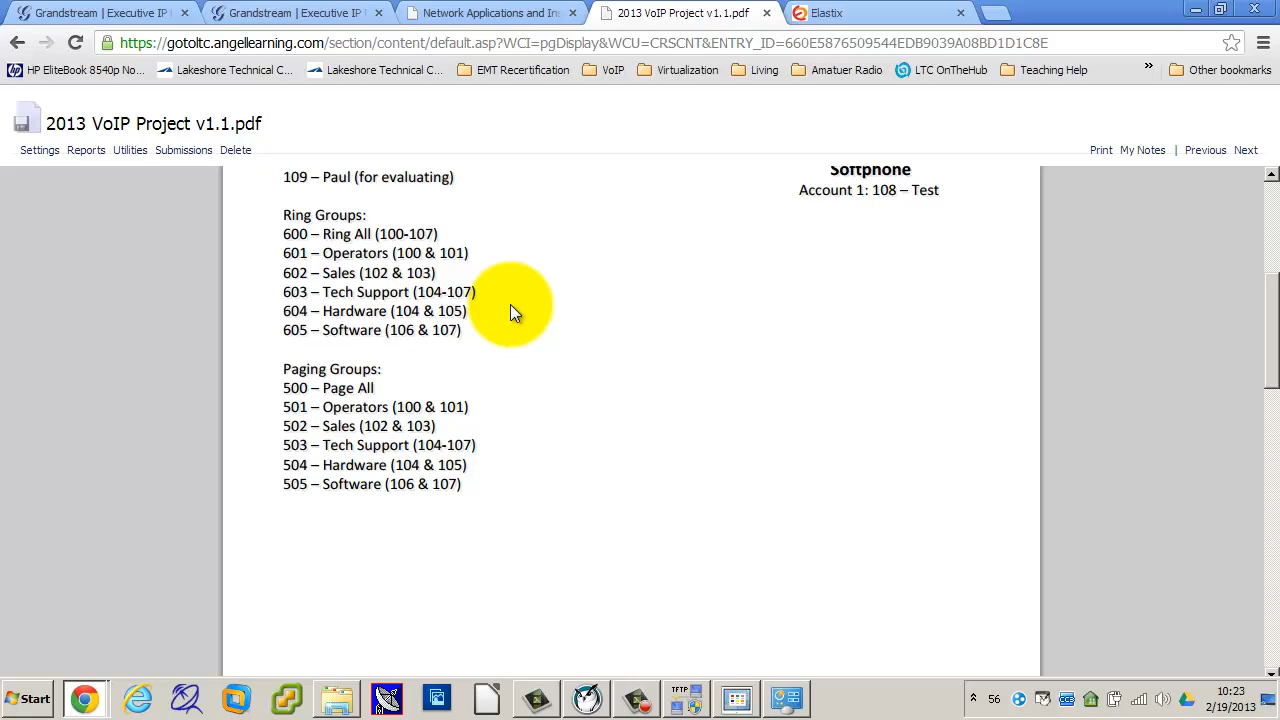 Grandstream | Executive IP
Grandstream | Executive IP
Network Applications and In
2013 VoIP Project v1.1.pdf
Elastix
https://gotoltc.angellearning.com/section/content/default.asp?WCI=pgDisplay&WCU=CRSCNT&ENTRY_ID=660E5876509544EDB9039A08BD1D1C8E
HP EliteBook 8540p No...
Lakeshore Technical C...
Lakeshore Technical C...
EMT Recertification
VoIP
Virtualization
Living
Amatuer Radio
LTC OnTheHub
Teaching Help
»
Other bookmarks
2013 VoIP Project v1.1.pdf
Settings Reports Utilities Submissions Delete
Print My Notes | Previous Next
Softphone
109 – Paul (for evaluating)
Account 1: 108 – Test
Ring Groups:
600 – Ring All (100-107)
601 – Operators (100 & 101)
602 – Sales (102 & 103)
603 – Tech Support (104-107)
604 – Hardware (104 & 105)
605 – Software (106 & 107)
Paging Groups:
500 – Page All
501 – Operators (100 & 101)
502 – Sales (102 & 103)
503 – Tech Support (104-107)
504 – Hardware (104 & 105)
505 – Software (106 & 107)
Start
TFTP
56
10:23
2/19/2013